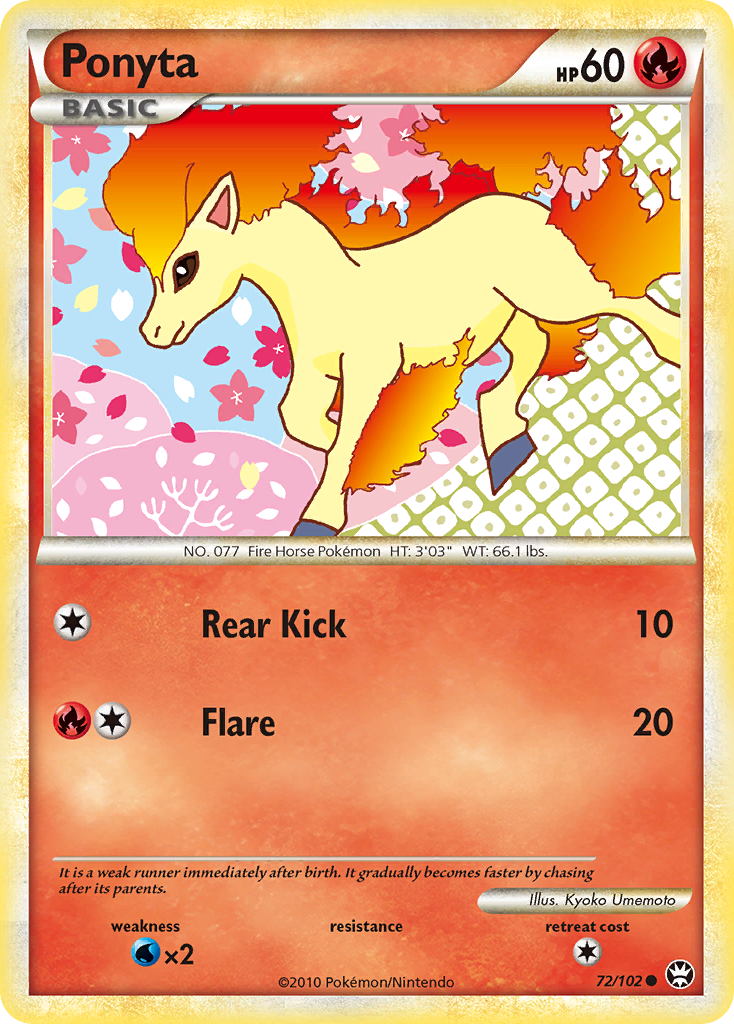 Ponyta
HP60
BASIC
NO. 077 Fire Horse Pokémon HT: 3'03" WT: 66.1 lbs.
Rear Kick 10
Flare 20
It is a weak runner immediately after birth. It gradually becomes faster by chasing
after its parents.
Illus. Kyoko Umemoto
weakness resistance retreat cost
×2
©2010 Pokémon/Nintendo 72/102